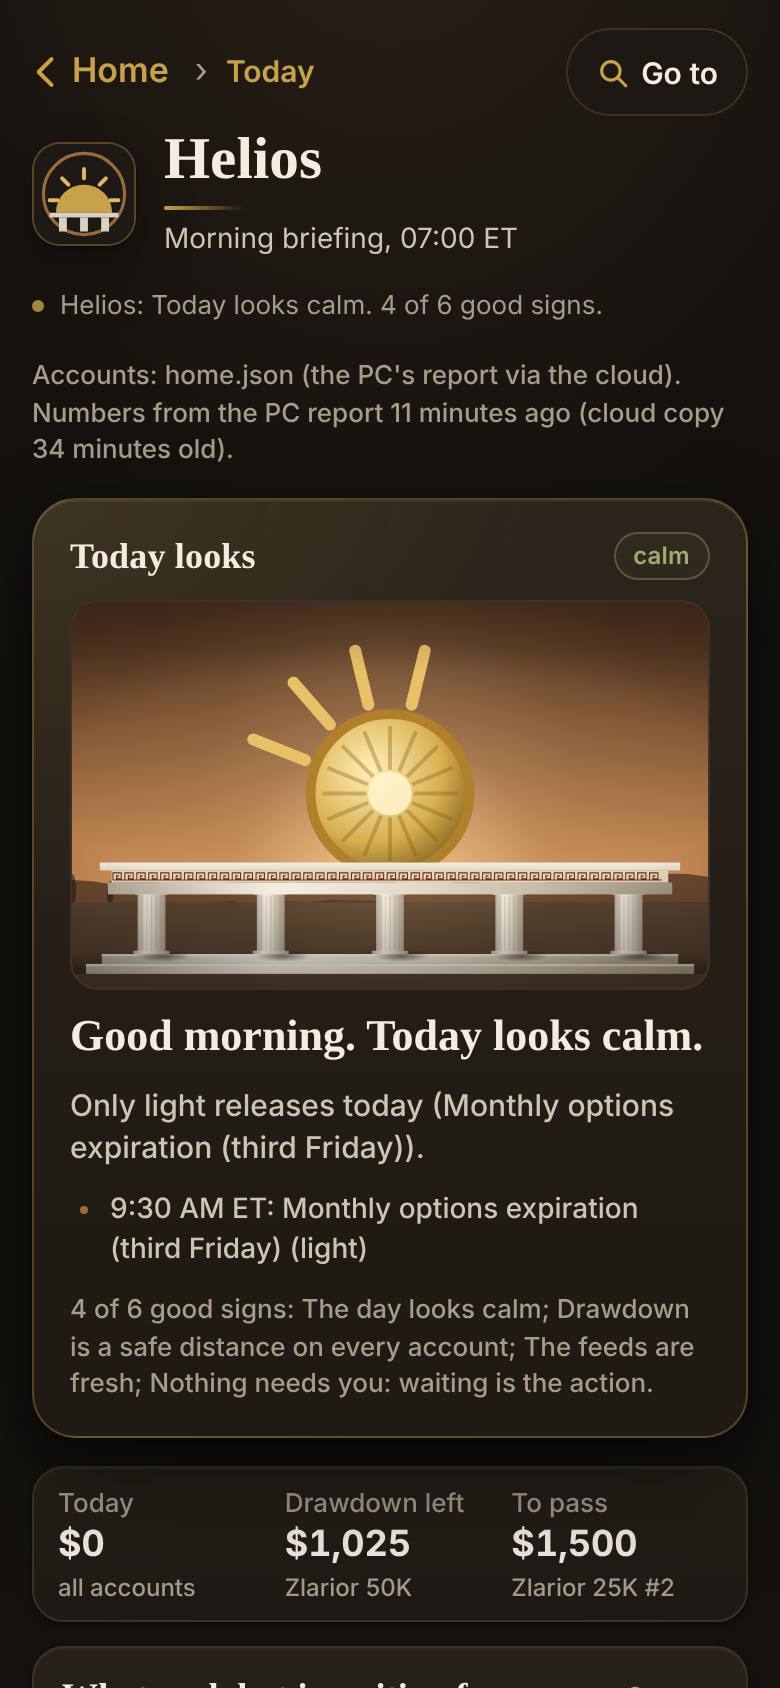 Home › Today
Go to
Helios
Morning briefing, 07:00 ET
Helios: Today looks calm. 4 of 6 good signs.
Accounts: home.json (the PC's report via the cloud).
Numbers from the PC report 11 minutes ago (cloud copy
34 minutes old).
Today looks
calm
Good morning. Today looks calm.
Only light releases today (Monthly options
expiration (third Friday)).
9:30 AM ET: Monthly options expiration
(third Friday) (light)
4 of 6 good signs: The day looks calm; Drawdown
is a safe distance on every account; The feeds are
fresh; Nothing needs you: waiting is the action.
Today
$0
all accounts
Drawdown left
$1,025
Zlarior 50K
To pass
$1,500
Zlarior 25K #2